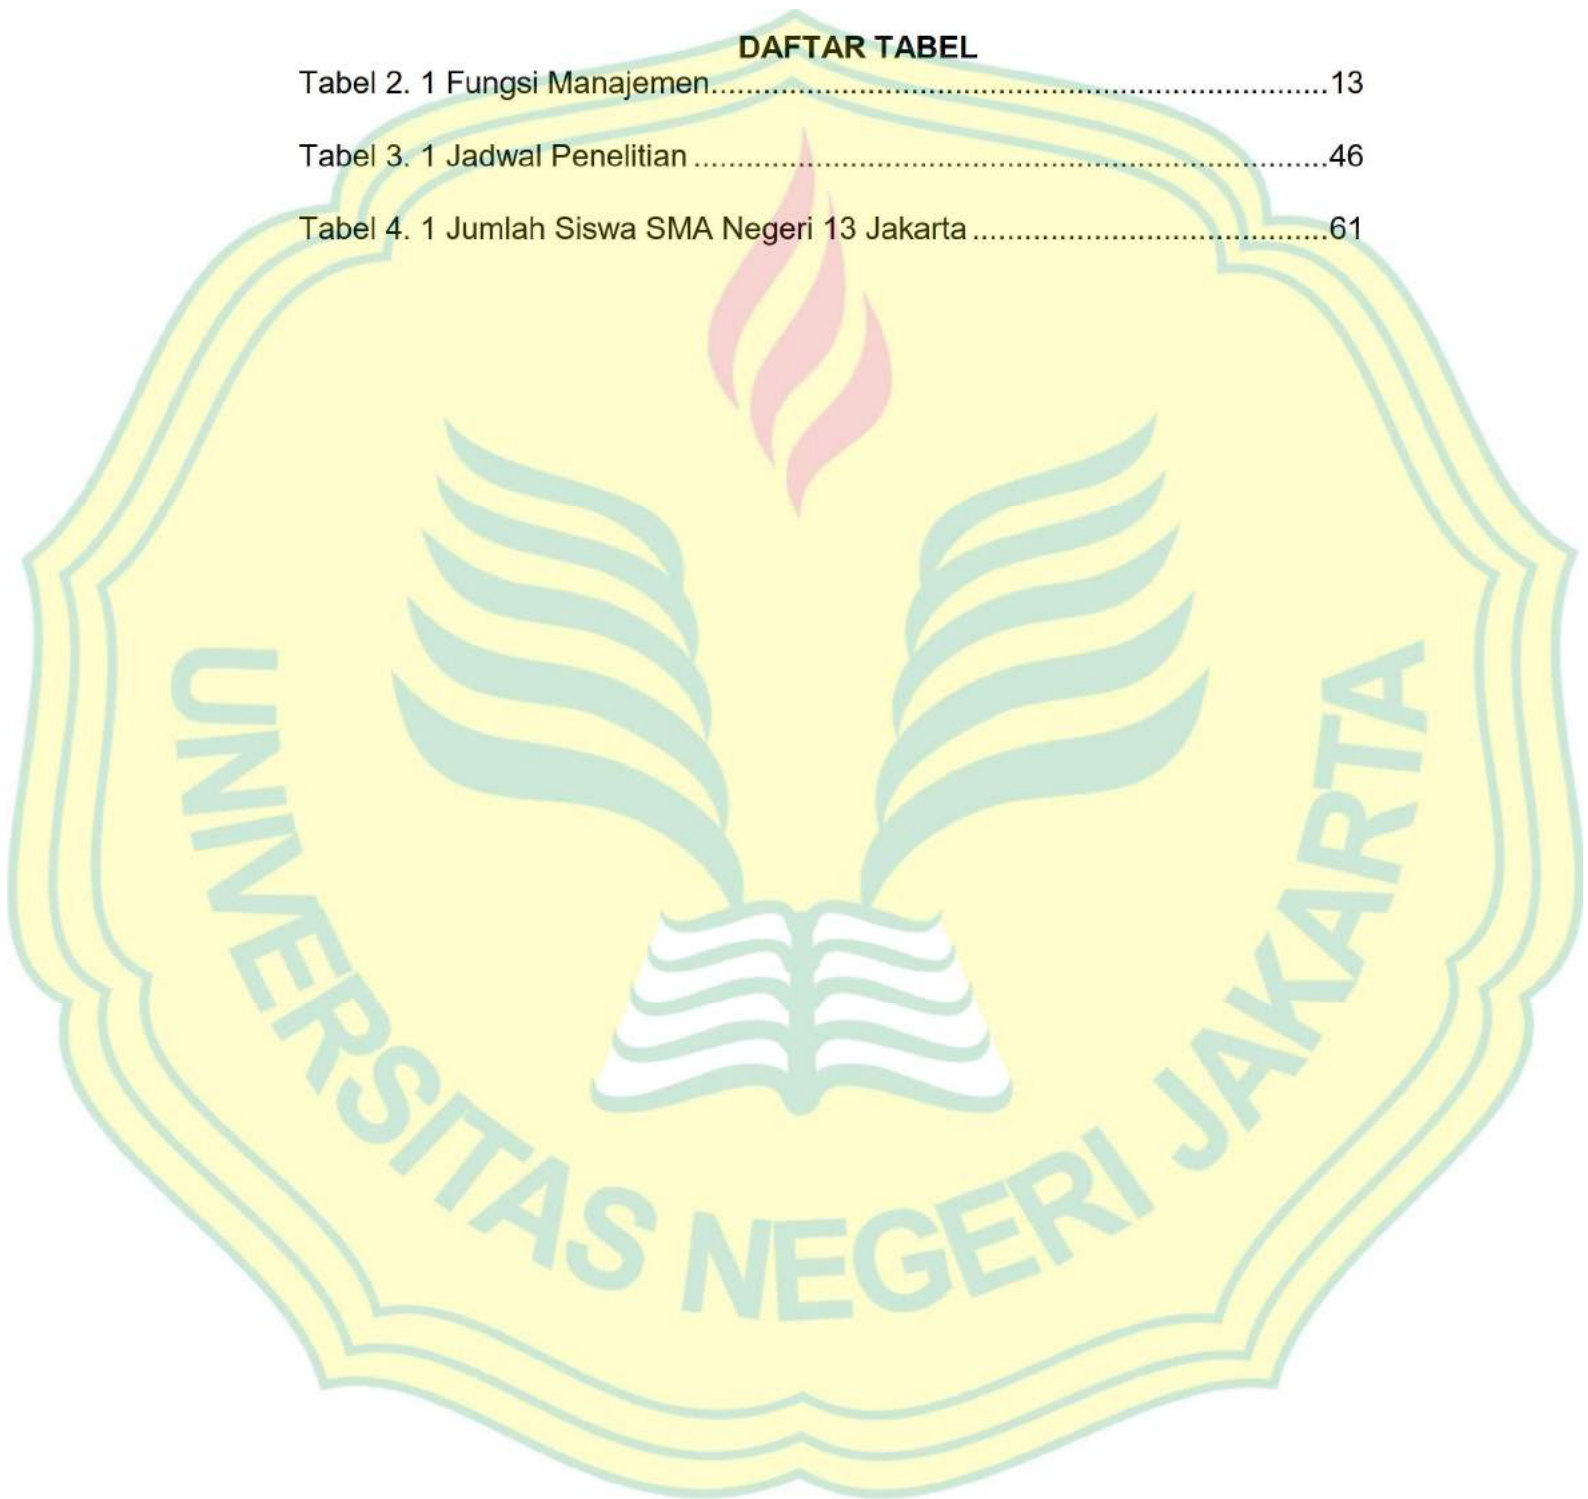 DAFTAR TABEL
Tabel 2. 1 Fungsi Manajemen........................................................................13
Tabel 3. 1 Jadwal Penelitian..........................................................................46
Tabel 4. 1 Jumlah Siswa SMA Negeri 13 Jakarta.........................................61
UNIVERSITAS NEGERI JAKARTA